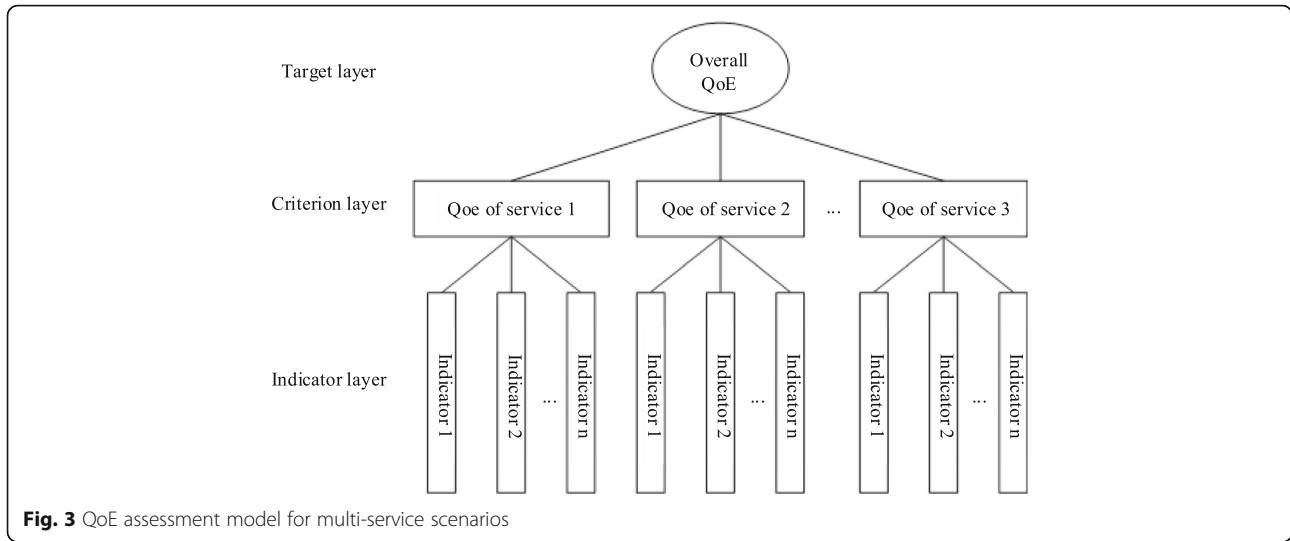 Target layer
Overall
QoE
Criterion layer
Qoe of service 1
Qoe of service 2
...
Qoe of service 3
Indicator layer
Indicator 1
Indicator 2
...
Indicator n
Indicator 1
Indicator 2
...
Indicator n
Indicator 1
Indicator 2
...
Indicator n
Fig. 3 QoE assessment model for multi-service scenarios